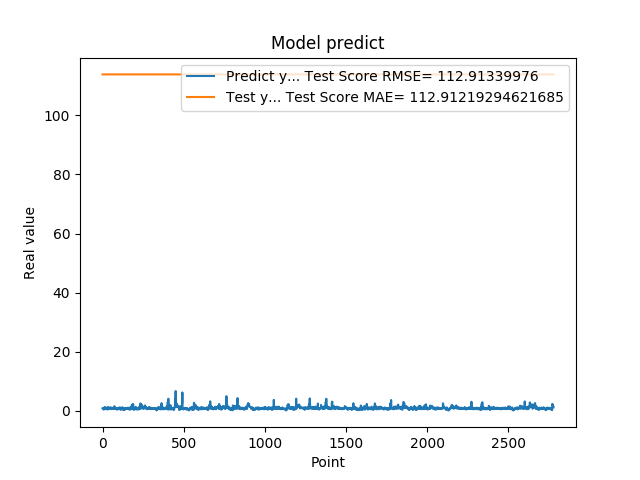 Model predict
Predict y... Test Score RMSE= 112.91339976
Test y... Test Score MAE= 112.91219294621685
Real value
100
80
60
40
20
0
0 500 1000 1500 2000 2500
Point